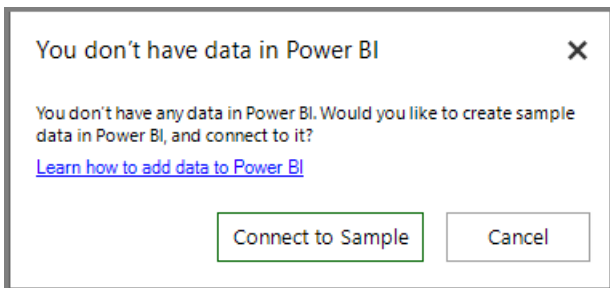 You don't have data in Power BI
You don't have any data in Power BI. Would you like to create sample
data in Power BI, and connect to it?
Learn how to add data to Power BI
Connect to Sample
Cancel